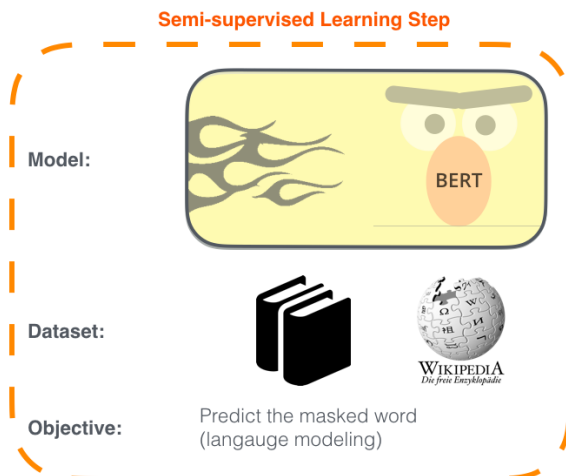 Semi-supervised Learning Step
Model:
BERT
Dataset:
WIKIPEDIA
Die freie Enzyklopädie
Objective:
Predict the masked word
(langauge modeling)